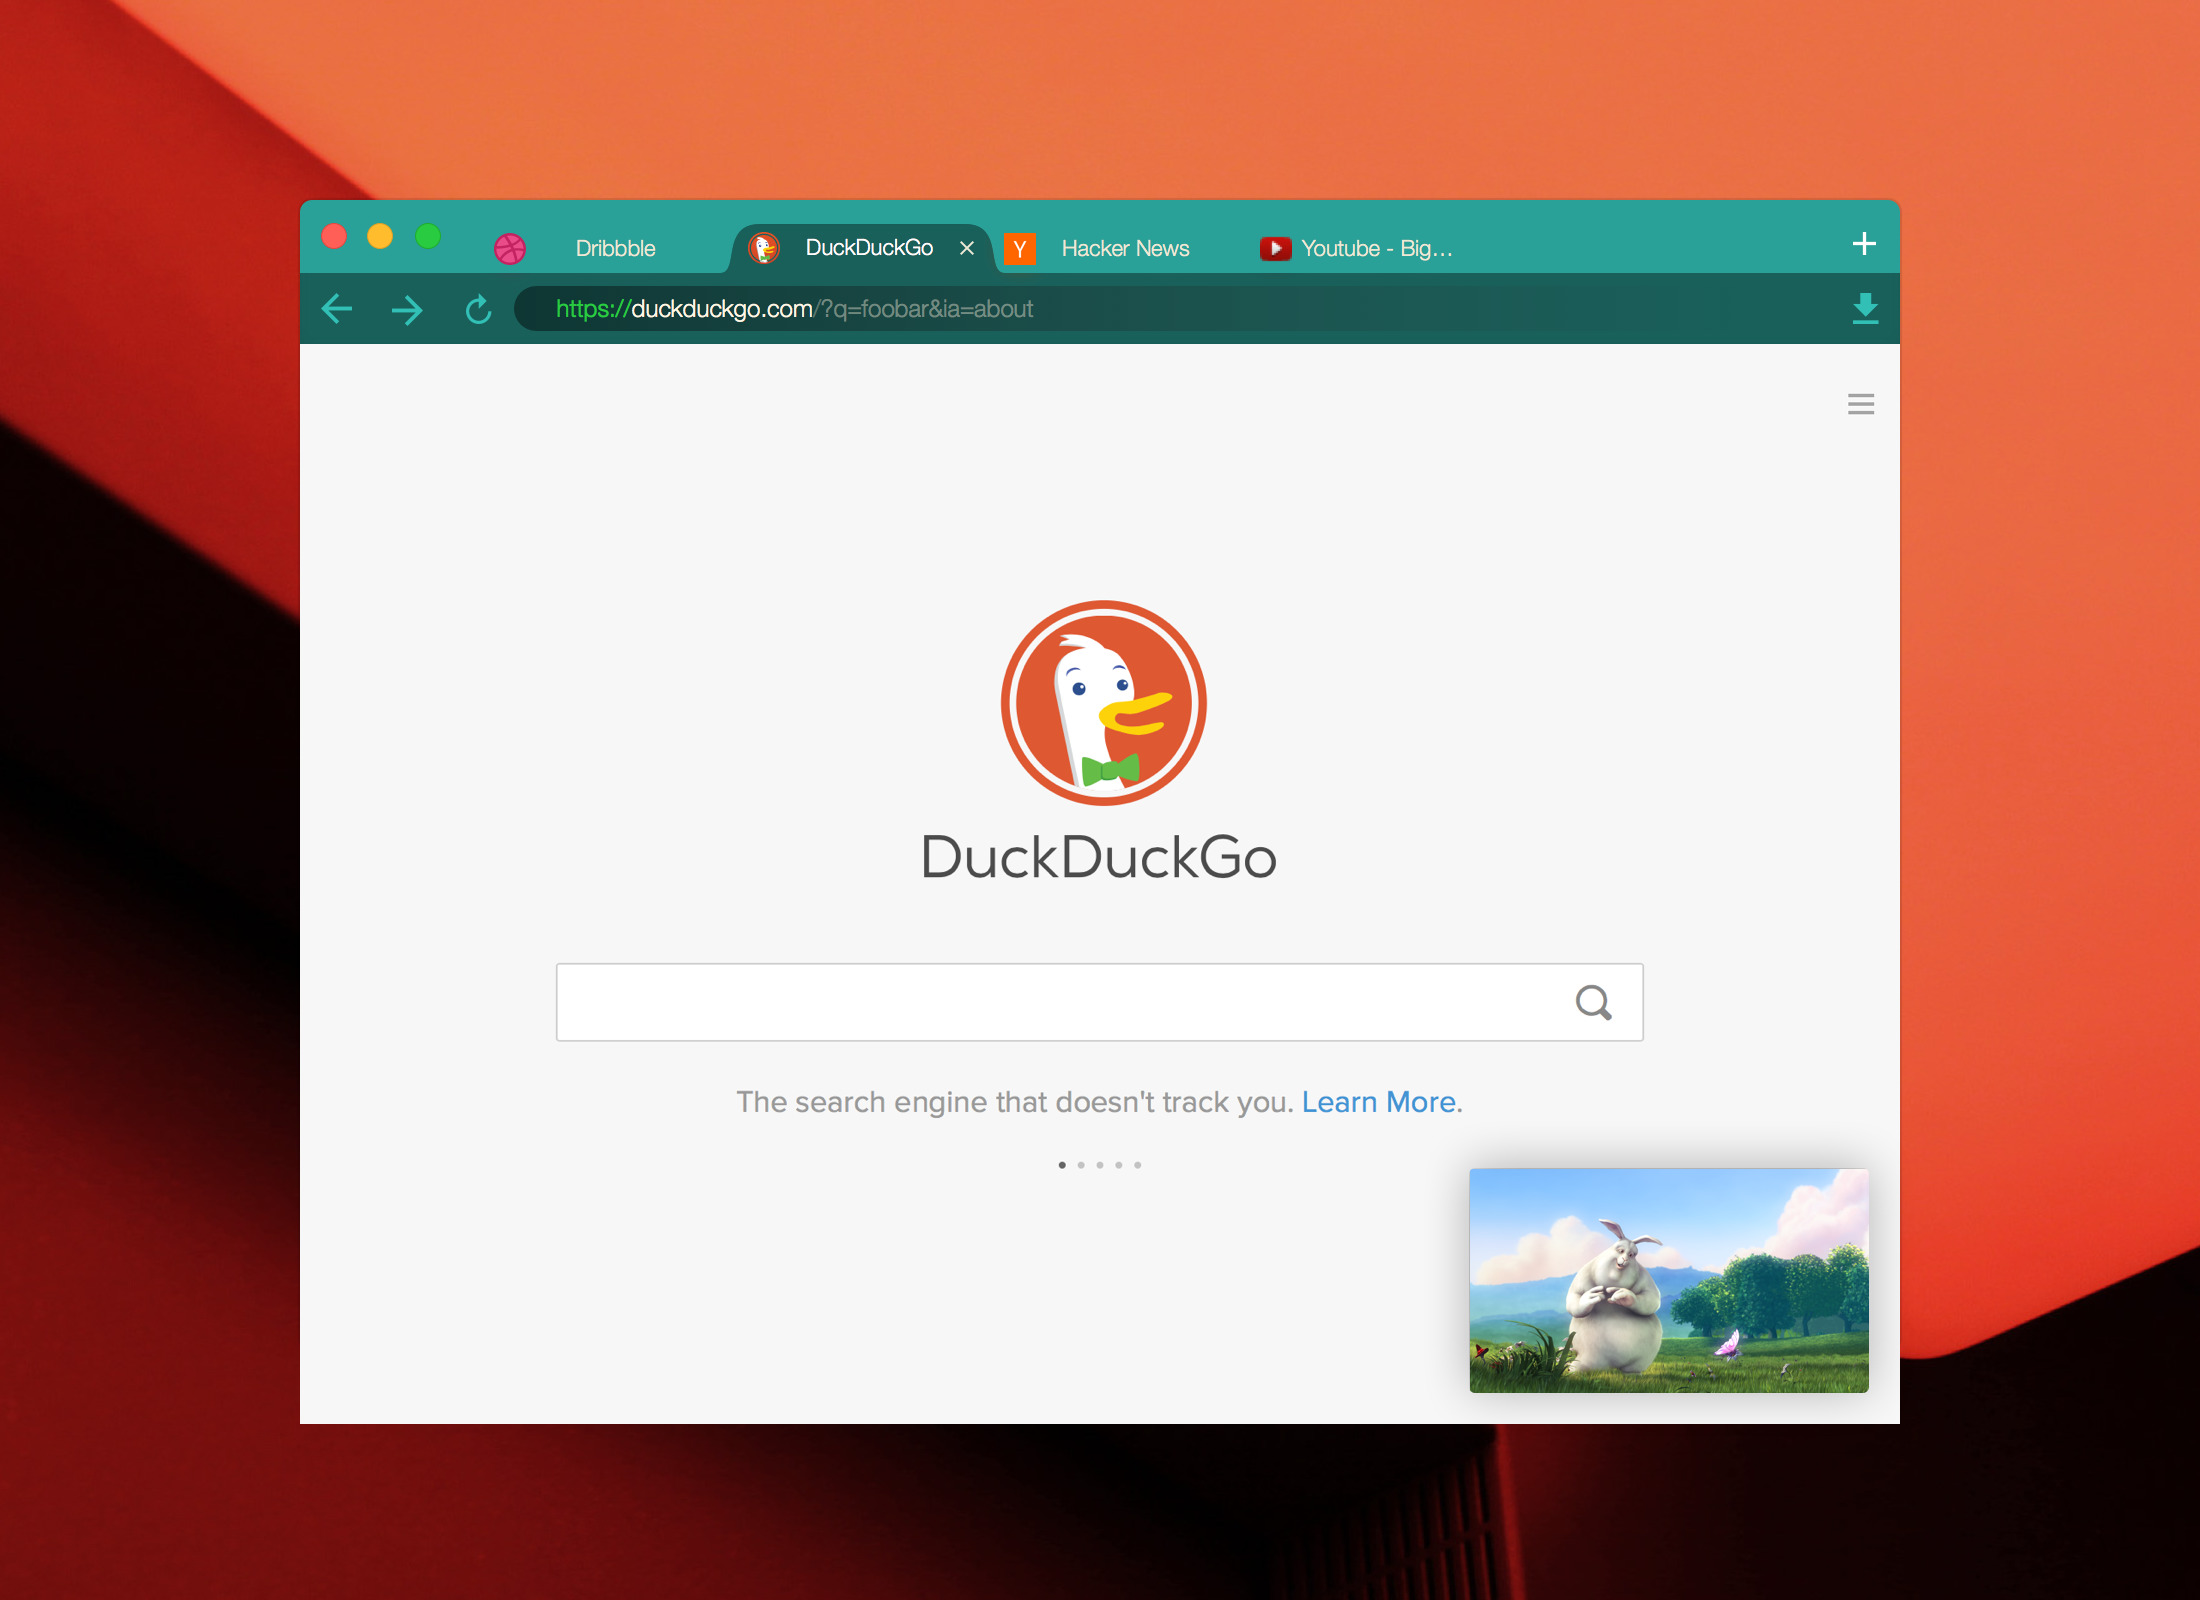 Dribbble
DuckDuckGo
Y
Hacker News
Youtube - Big...
https://duckduckgo.com/?q=foobar&ia=about
DuckDuckGo
The search engine that doesn't track you. Learn More.